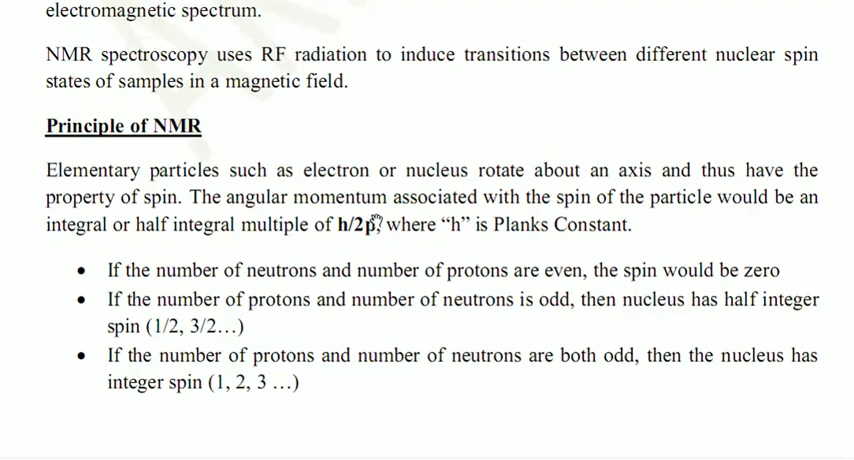 electromagnetic spectrum.
NMR spectroscopy uses RF radiation to induce transitions between different nuclear spin
states of samples in a magnetic field.
Principle of NMR
Elementary particles such as electron or nucleus rotate about an axis and thus have the
property of spin. The angular momentum associated with the spin of the particle would be an
integral or half integral multiple of h/2p, where “h” is Planks Constant.
• If the number of neutrons and number of protons are even, the spin would be zero
• If the number of protons and number of neutrons is odd, then nucleus has half integer
spin (1/2, 3/2…)
• If the number of protons and number of neutrons are both odd, then the nucleus has
integer spin (1, 2, 3 …)